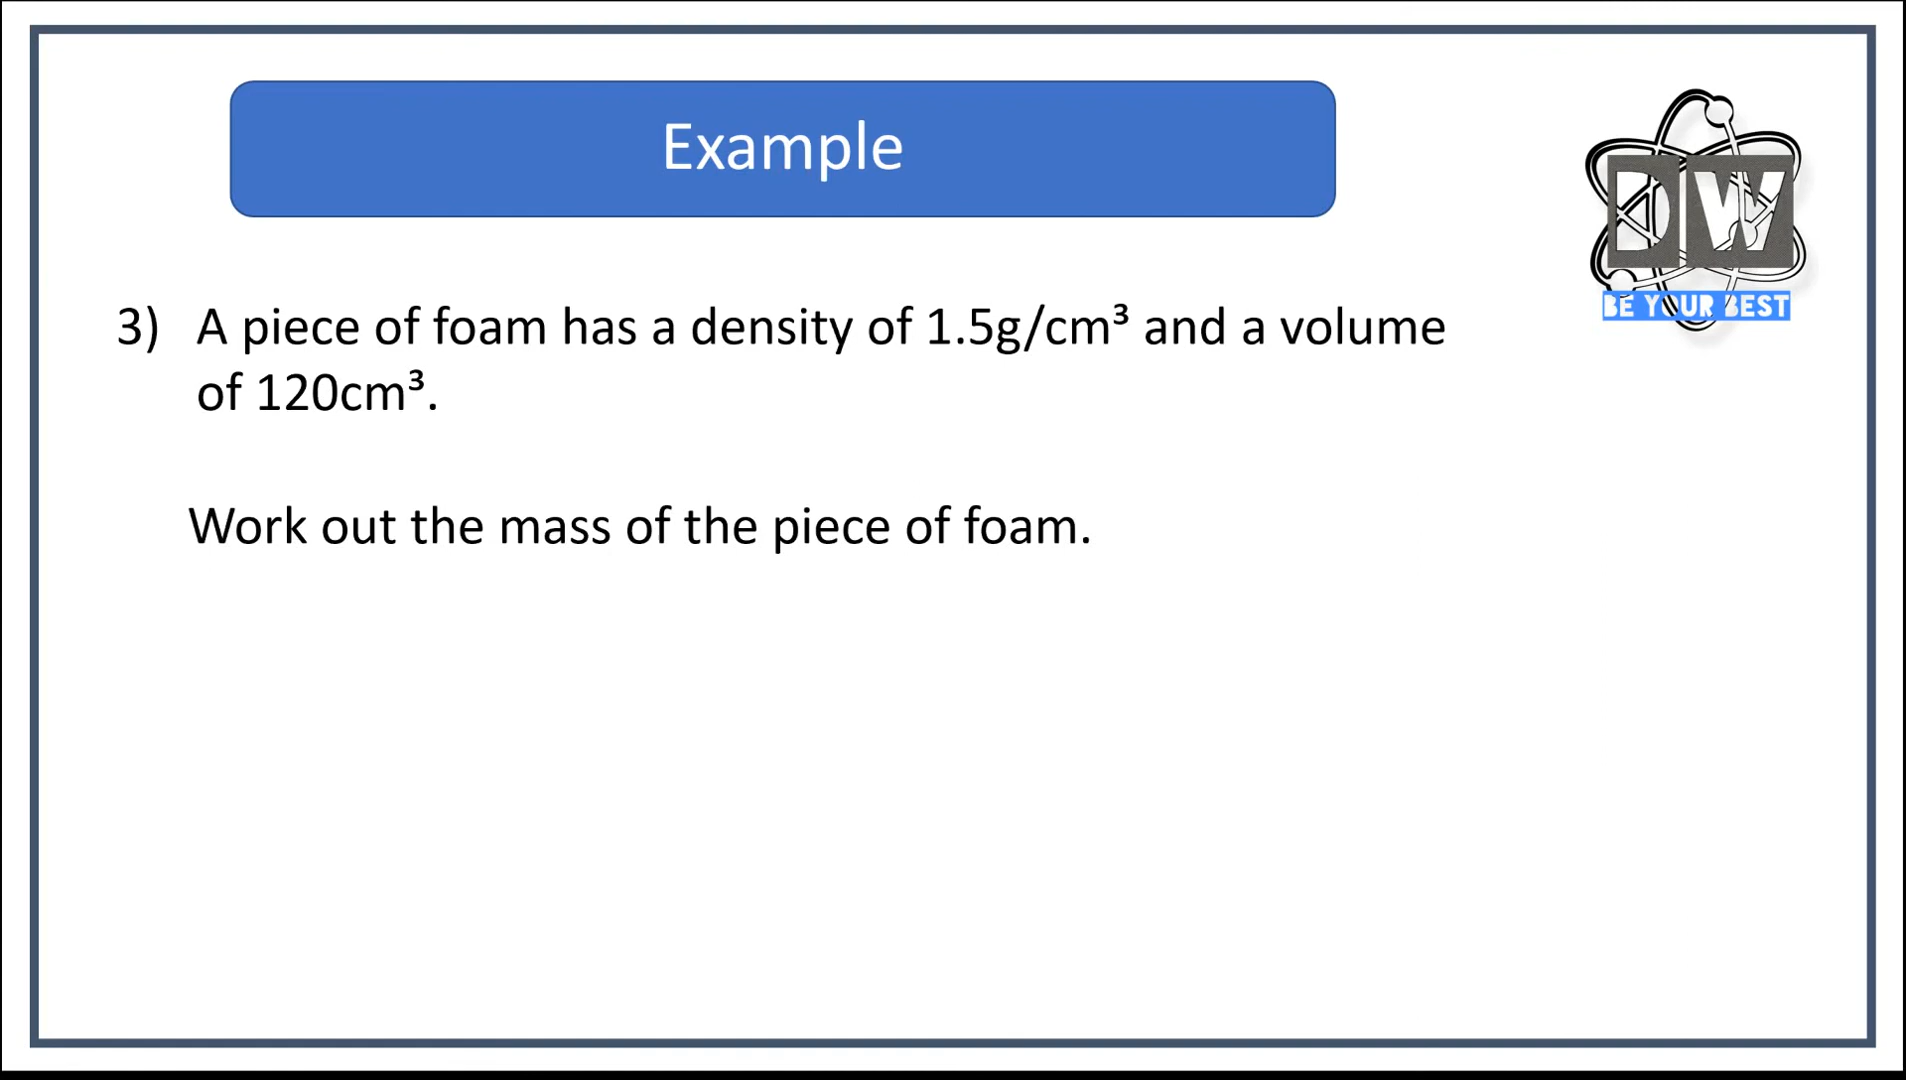 Example
DW
BE YOUR BEST
3) A piece of foam has a density of 1.5g/cm³ and a volume
of 120cm³.
Work out the mass of the piece of foam.